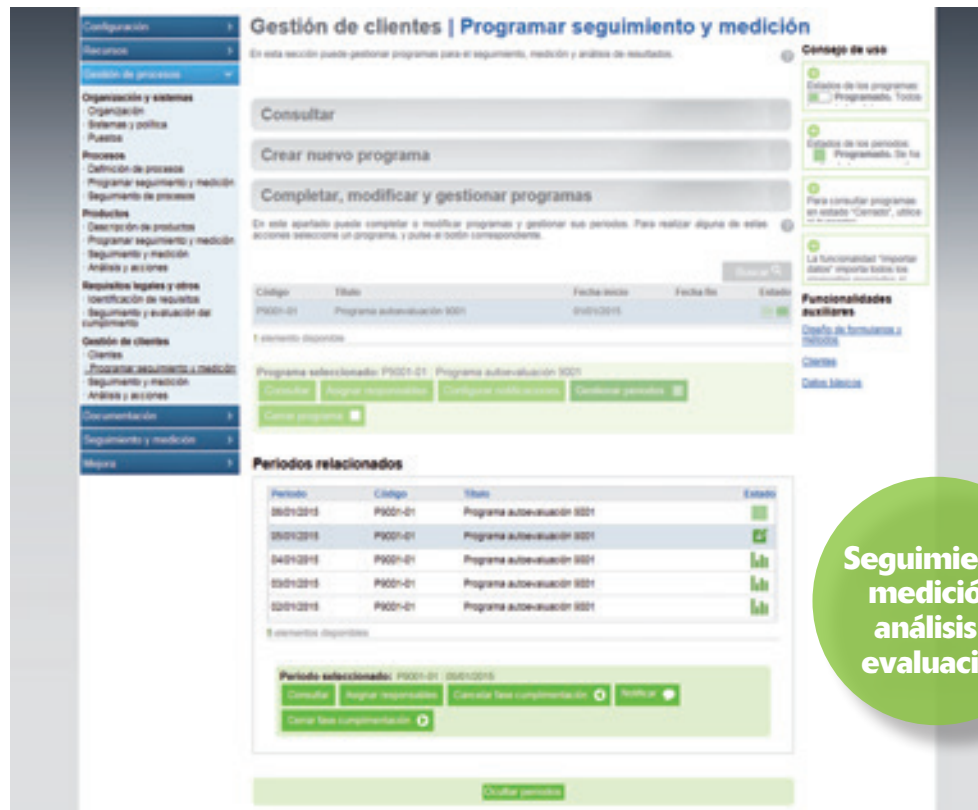 Configuración
Recursos
Gestión de procesos
Organización y sistemas
Organización
Sistemas y política
Puestos
Procesos
Definición de procesos
Programar seguimiento y medición
Seguimiento de procesos
Productos
Descripción de productos
Programar seguimiento y medición
Seguimiento y medición
Análisis y acciones
Requisitos legales y otros
Identificación de requisitos
Seguimiento y evaluación del
cumplimiento
Gestión de clientes
Clientes
Programar seguimiento y medición
Seguimiento y medición
Análisis y acciones
Documentación
Seguimiento y medición
Mejora
Gestión de clientes | Programar seguimiento y medición
En esta sección puede gestionar programas para el seguimiento, medición y análisis de resultados.
Consultar
Crear nuevo programa
Completar, modificar y gestionar programas
En este apartado puede completar o modificar programas y gestionar sus periodos. Para realizar alguna de estas
acciones seleccione un programa, y pulse el botón correspondiente.
Buscar
Código Título Fecha inicio Fecha fin Estado
P9001-01 Programa autoevaluación 9001 01/01/2015
1 elemento disponible
Programa seleccionado: P9001-01 : Programa autoevaluación 9001
Consultar Asignar responsables Configurar notificaciones Gestionar periodos
Cerrar programa
Periodos relacionados
Periodo Código Título Estado
06/01/2015 P9001-01 Programa autoevaluación 9001
05/01/2015 P9001-01 Programa autoevaluación 9001
04/01/2015 P9001-01 Programa autoevaluación 9001
03/01/2015 P9001-01 Programa autoevaluación 9001
02/01/2015 P9001-01 Programa autoevaluación 9001
5 elementos disponibles
Periodo seleccionado: P9001-01 : 05/01/2015
Consultar Asignar responsables Cancelar fase cumplimentación Notificar
Cerrar fase cumplimentación
Ocultar periodos
Consejo de uso
Estados de los programas:
Programado. Todos
Estados de los periodos:
Programado. Se ha
Para consultar programas
en estado "Cerrado", utilice
La funcionalidad "Importar
datos" importa todos los
Funcionalidades
auxiliares
Diseño de formularios y
métodos
Clientes
Datos básicos
Seguimie
medició
análisis
evaluaci